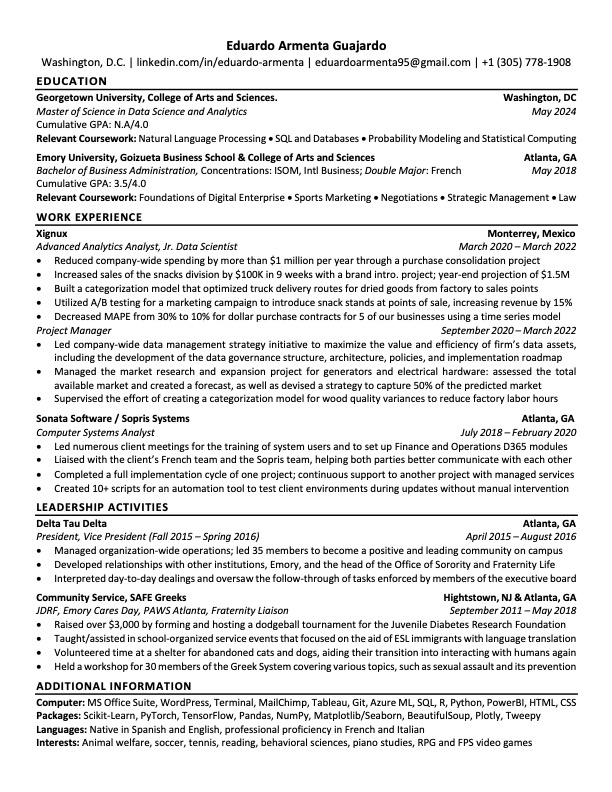 Eduardo Armenta Guajardo
Washington, D.C. | linkedin.com/in/eduardo-armenta | eduardoarmenta95@gmail.com | +1 (305) 778-1908
EDUCATION
Georgetown University, College of Arts and Sciences. Washington, DC
Master of Science in Data Science and Analytics May 2024
Cumulative GPA: N.A/4.0
Relevant Coursework: Natural Language Processing • SQL and Databases • Probability Modeling and Statistical Computing
Emory University, Goizueta Business School & College of Arts and Sciences Atlanta, GA
Bachelor of Business Administration, Concentrations: ISOM, Intl Business; Double Major: French May 2018
Cumulative GPA: 3.5/4.0
Relevant Coursework: Foundations of Digital Enterprise • Sports Marketing • Negotiations • Strategic Management • Law
WORK EXPERIENCE
Xignux Monterrey, Mexico
Advanced Analytics Analyst, Jr. Data Scientist March 2020 – March 2022
• Reduced company-wide spending by more than $1 million per year through a purchase consolidation project
• Increased sales of the snacks division by $100K in 9 weeks with a brand intro. project; year-end projection of $1.5M
• Built a categorization model that optimized truck delivery routes for dried goods from factory to sales points
• Utilized A/B testing for a marketing campaign to introduce snack stands at points of sale, increasing revenue by 15%
• Decreased MAPE from 30% to 10% for dollar purchase contracts for 5 of our businesses using a time series model
Project Manager September 2020 – March 2022
• Led company-wide data management strategy initiative to maximize the value and efficiency of firm's data assets,
including the development of the data governance structure, architecture, policies, and implementation roadmap
• Managed the market research and expansion project for generators and electrical hardware: assessed the total
available market and created a forecast, as well as devised a strategy to capture 50% of the predicted market
• Supervised the effort of creating a categorization model for wood quality variances to reduce factory labor hours
Sonata Software / Sopris Systems Atlanta, GA
Computer Systems Analyst July 2018 – February 2020
• Led numerous client meetings for the training of system users and to set up Finance and Operations D365 modules
• Liaised with the client's French team and the Sopris team, helping both parties better communicate with each other
• Completed a full implementation cycle of one project; continuous support to another project with managed services
• Created 10+ scripts for an automation tool to test client environments during updates without manual intervention
LEADERSHIP ACTIVITIES
Delta Tau Delta Atlanta, GA
President, Vice President (Fall 2015 – Spring 2016) April 2015 – August 2016
• Managed organization-wide operations; led 35 members to become a positive and leading community on campus
• Developed relationships with other institutions, Emory, and the head of the Office of Sorority and Fraternity Life
• Interpreted day-to-day dealings and oversaw the follow-through of tasks enforced by members of the executive board
Community Service, SAFE Greeks Hightstown, NJ & Atlanta, GA
JDRF, Emory Cares Day, PAWS Atlanta, Fraternity Liaison September 2011 – May 2018
• Raised over $3,000 by forming and hosting a dodgeball tournament for the Juvenile Diabetes Research Foundation
• Taught/assisted in school-organized service events that focused on the aid of ESL immigrants with language translation
• Volunteered time at a shelter for abandoned cats and dogs, aiding their transition into interacting with humans again
• Held a workshop for 30 members of the Greek System covering various topics, such as sexual assault and its prevention
ADDITIONAL INFORMATION
Computer: MS Office Suite, WordPress, Terminal, MailChimp, Tableau, Git, Azure ML, SQL, R, Python, PowerBI, HTML, CSS
Packages: Scikit-Learn, PyTorch, TensorFlow, Pandas, NumPy, Matplotlib/Seaborn, BeautifulSoup, Plotly, Tweepy
Languages: Native in Spanish and English, professional proficiency in French and Italian
Interests: Animal welfare, soccer, tennis, reading, behavioral sciences, piano studies, RPG and FPS video games